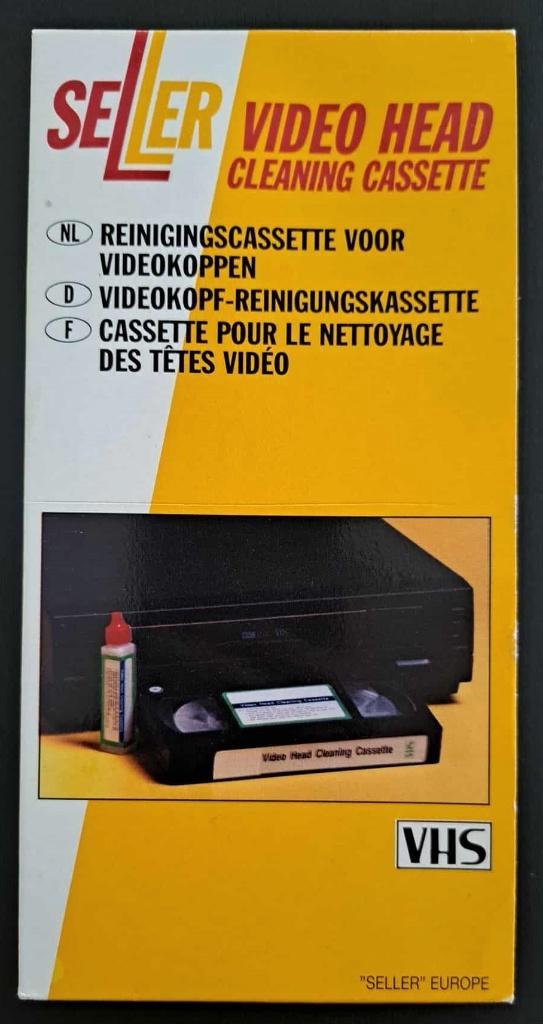 SELLER
VIDEO HEAD
CLEANING CASSETTE
NL REINIGINGSCASSETTE VOOR
VIDEOKOPPEN
D VIDEOKOPF-REINIGUNGSKASSETTE
F CASSETTE POUR LE NETTOYAGE
DES TÊTES VIDÉO
Video Head Cleaning Cassette
Video Head Cleaning Cassette
VHS
VHS
"SELLER" EUROPE